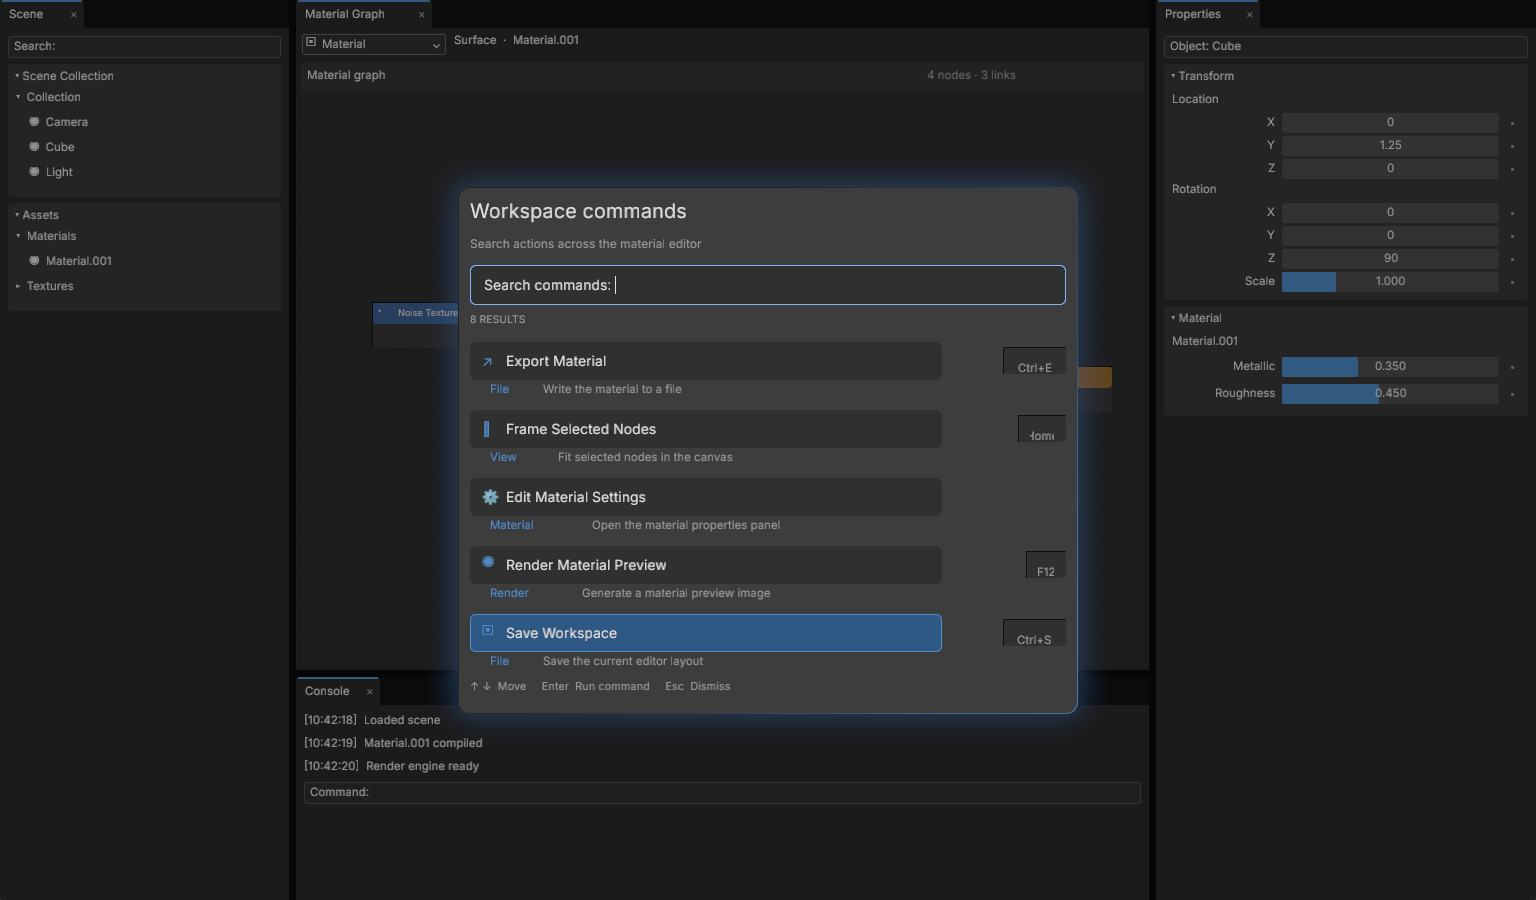 Scene ×
Search:
Scene Collection
Collection
Camera
Cube
Light
Assets
Materials
Material.001
Textures
Material Graph ×
Material Surface · Material.001
Material graph 4 nodes · 3 links
Noise Texture
Workspace commands
Search actions across the material editor
Search commands:
8 RESULTS
Export Material Ctrl+E
File Write the material to a file
Frame Selected Nodes Home
View Fit selected nodes in the canvas
Edit Material Settings
Material Open the material properties panel
Render Material Preview F12
Render Generate a material preview image
Save Workspace Ctrl+S
File Save the current editor layout
↑ ↓ Move Enter Run command Esc Dismiss
Console ×
[10:42:18] Loaded scene
[10:42:19] Material.001 compiled
[10:42:20] Render engine ready
Command:
Properties ×
Object: Cube
Transform
Location
X 0
Y 1.25
Z 0
Rotation
X 0
Y 0
Z 90
Scale 1.000
Material
Material.001
Metallic 0.350
Roughness 0.450